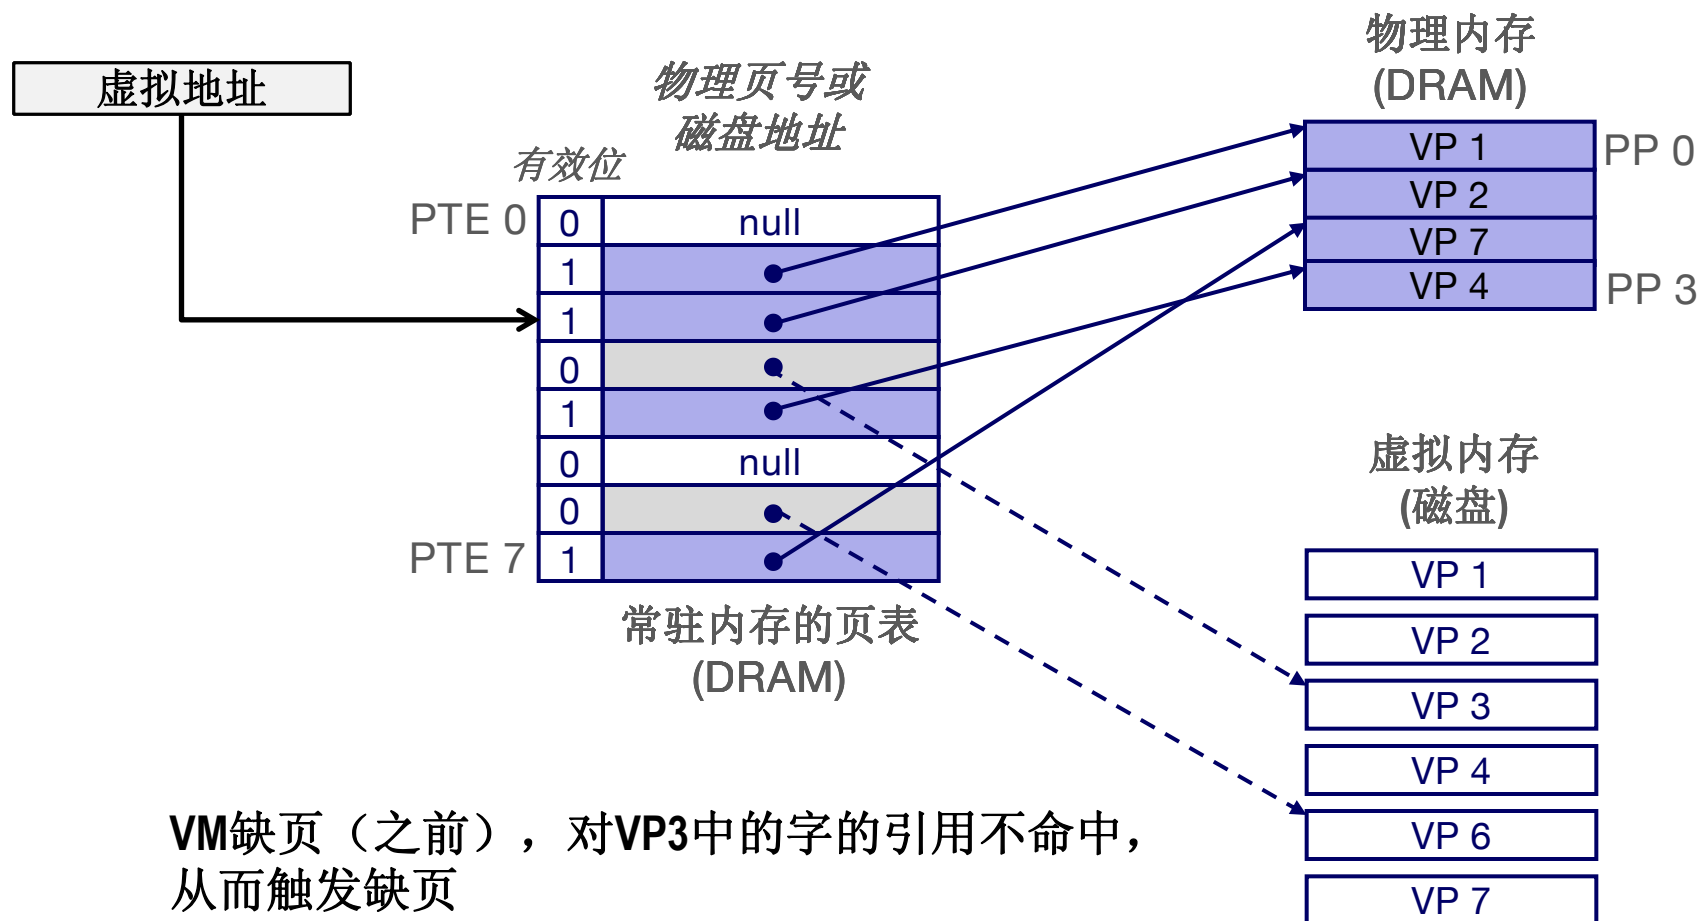 虚拟地址
物理页号或
磁盘地址
有效位
PTE 0
0
null
1
1
0
1
0
null
0
PTE 7
1
常驻内存的页表
(DRAM)
物理内存
(DRAM)
VP 1
PP 0
VP 2
VP 7
VP 4
PP 3
虚拟内存
(磁盘)
VP 1
VP 2
VP 3
VP 4
VP 6
VP 7
VM缺页（之前），对VP3中的字的引用不命中，
从而触发缺页